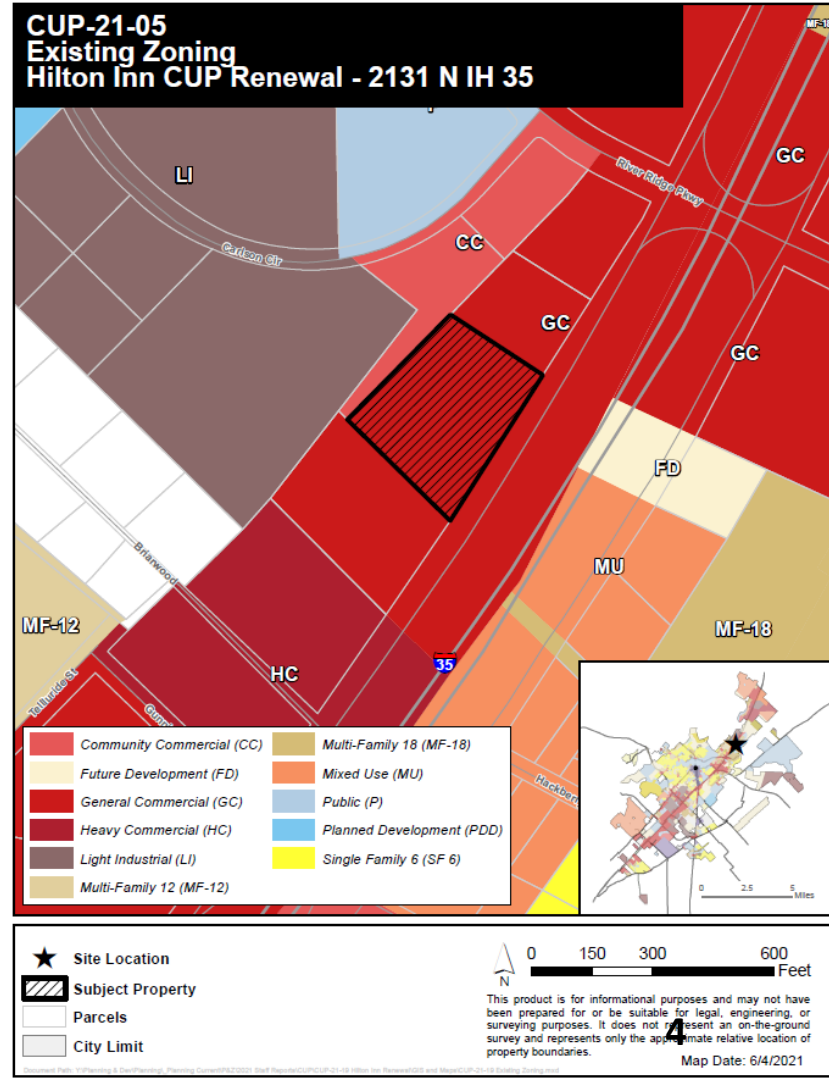 CUP-21-05
Existing Zoning
Hilton Inn CUP Renewal - 2131 N IH 35
MF-18
GC
LI
River Ridge Pkwy
CC
Carlson Cir
GC
GC
FD
Briarwood
MU
MF-12
MF-18
35
HC
Telluride St
Hackberry
Community Commercial (CC)
Future Development (FD)
General Commercial (GC)
Heavy Commercial (HC)
Light Industrial (LI)
Multi-Family 12 (MF-12)
Multi-Family 18 (MF-18)
Mixed Use (MU)
Public (P)
Planned Development (PDD)
Single Family 6 (SF 6)
0 2.5 5
Miles
Site Location
Subject Property
Parcels
City Limit
N
0 150 300 600
Feet
This product is for informational purposes and may not have
been prepared for or be suitable for legal, engineering, or
surveying purposes. It does not represent an on-the-ground
survey and represents only the approximate relative location of
property boundaries.
4
Map Date: 6/4/2021